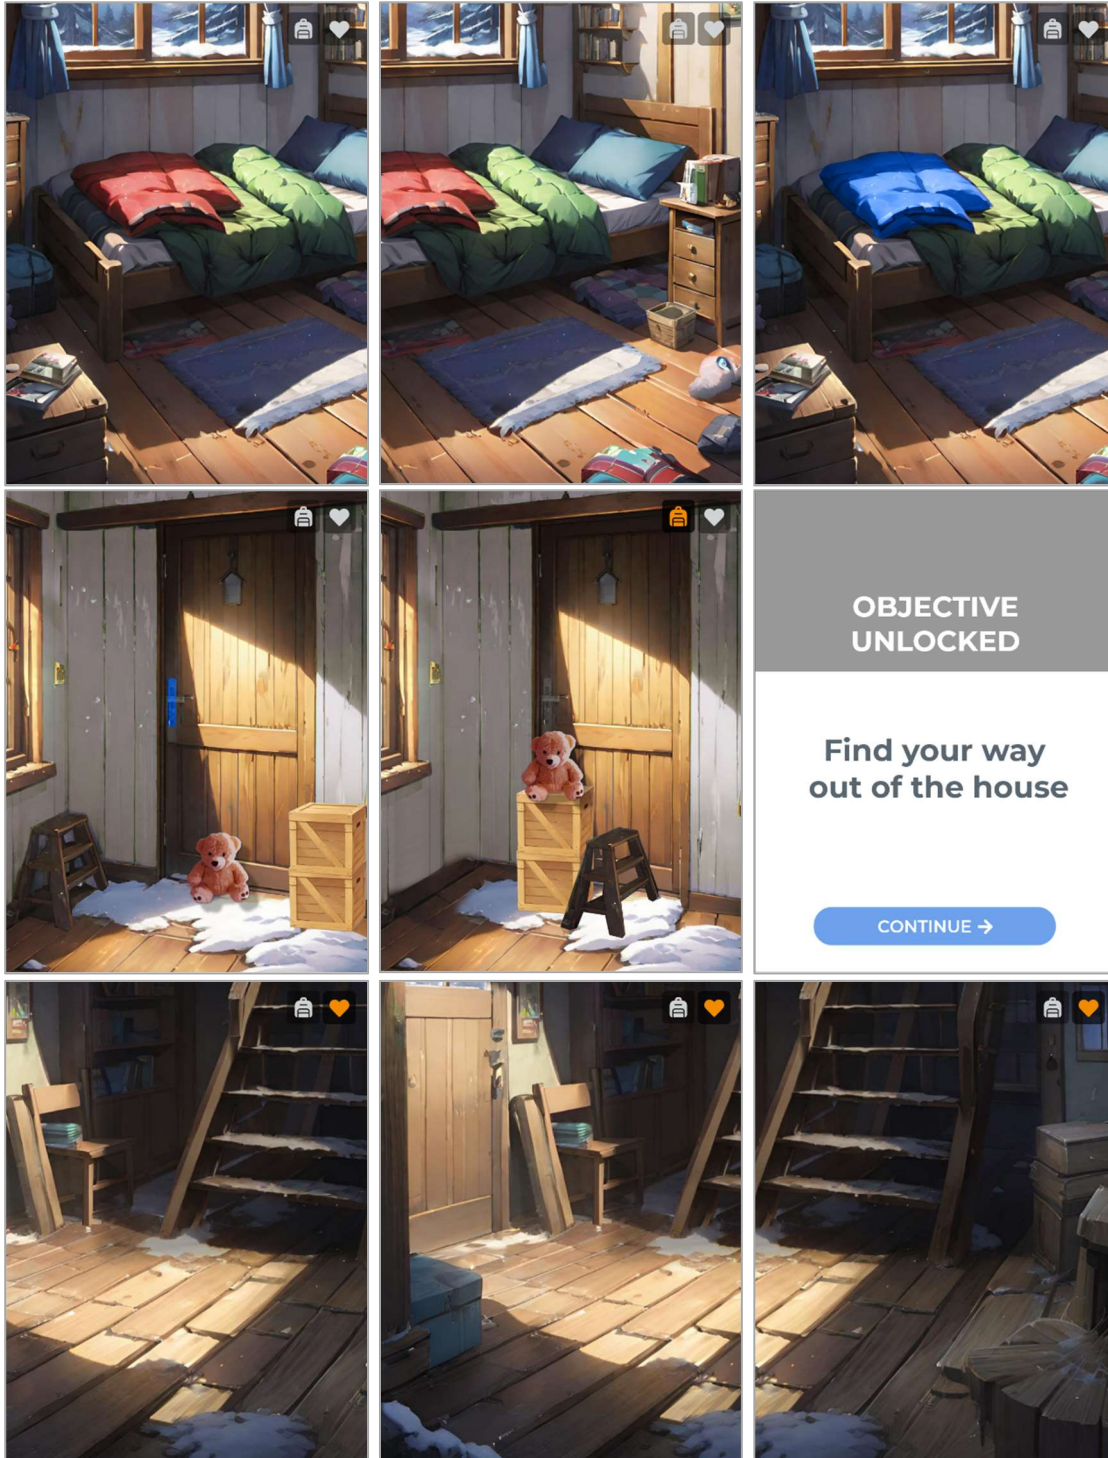 OBJECTIVE
UNLOCKED
Find your way
out of the house
CONTINUE →